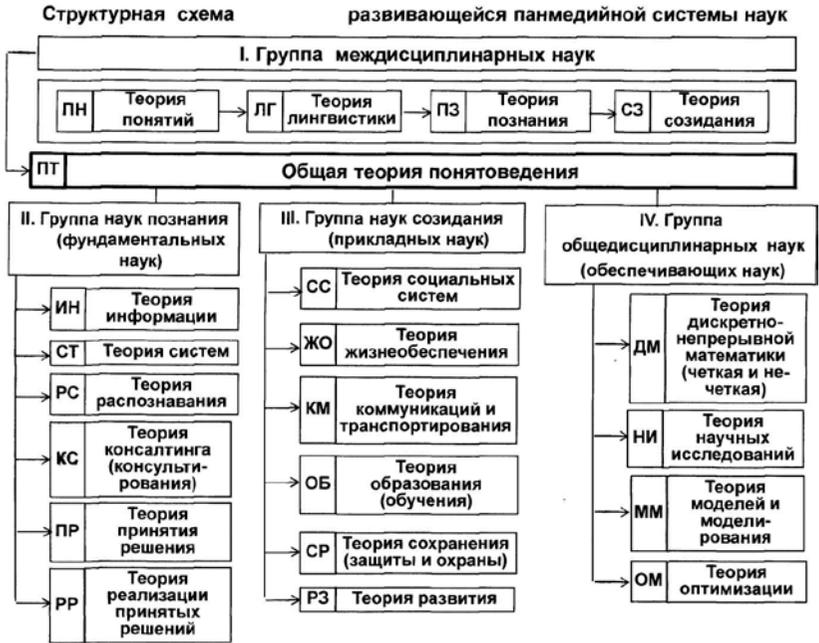 Структурная схема развивающейся панмедийной системы наук
I. Группа междисциплинарных наук
ПН
Теория
понятий
ЛГ
Теория
лингвистики
ПЗ
Теория
познания
СЗ
Теория
созидания
ПТ
Общая теория понятоведения
II. Группа наук познания
(фундаментальных
наук)
ИН
Теория
информации
СТ
Теория систем
РС
Теория
распознавания
КС
Теория
консалтинга
(консульти-
рования)
ПР
Теория
принятия
решения
РР
Теория
реализации
принятых
решений
III. Группа наук созидания
(прикладных наук)
СС
Теория социальных
систем
ЖО
Теория
жизнеобеспечения
КМ
Теория
коммуникаций и
транспортирования
ОБ
Теория
образования
(обучения)
СР
Теория сохранения
(защиты и охраны)
РЗ
Теория развития
IV. Группа
общедисциплинарных наук
(обеспечивающих наук)
ДМ
Теория
дискретно-
непрерывной
математики
(четкая и не-
четкая)
НИ
Теория
научных
исследований
ММ
Теория
моделей и
модели-
рования
ОМ
Теория
оптимизации